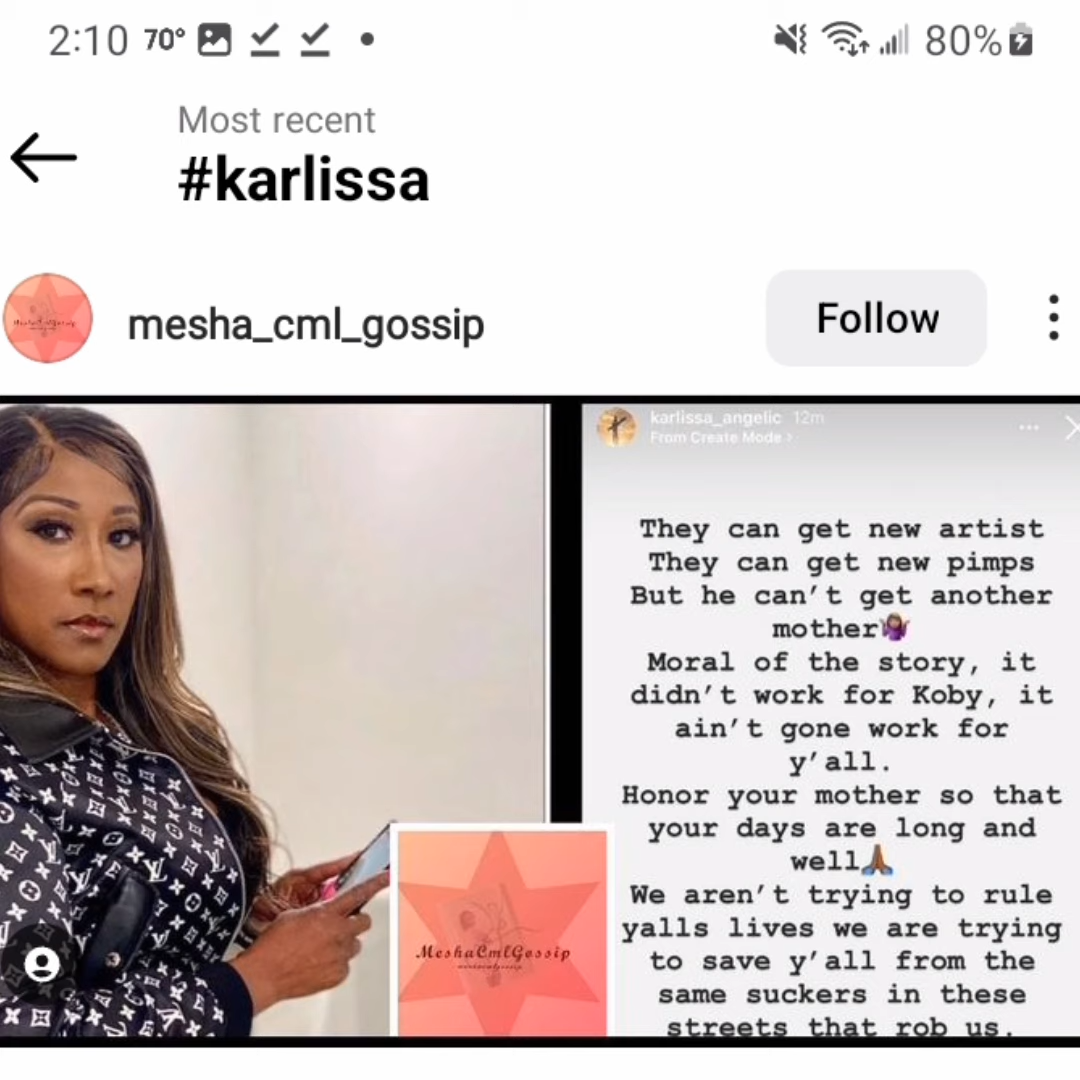 2:10 70° 80%
Most recent
#karlissa
mesha_cml_gossip
Follow
karlissa_angelic 12m
From Create Mode
They can get new artist
They can get new pimps
But he can't get another
mother🤷🏾‍♀️
Moral of the story, it
didn't work for Koby, it
ain't gone work for
y'all.
Honor your mother so that
your days are long and
well🙏🏾
We aren't trying to rule
yalls lives we are trying
to save y'all from the
same suckers in these
streets that rob us.
MeshaCmlGossip